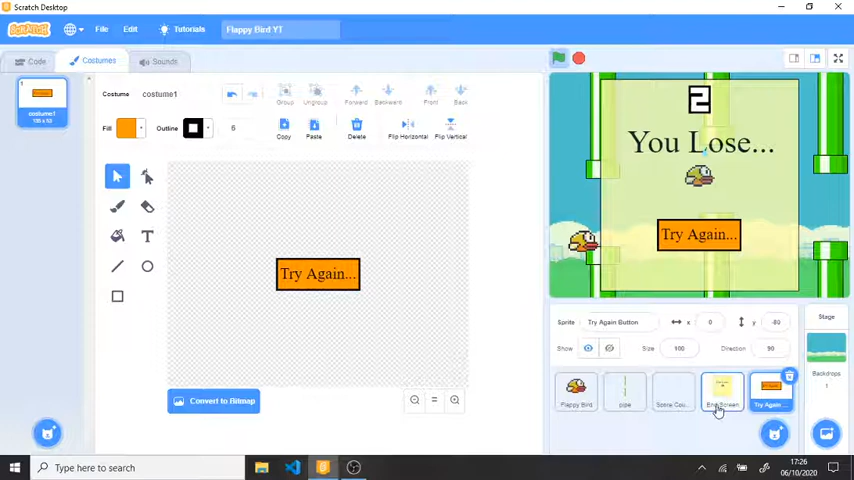 Scratch Desktop
SCRATCH
File
Edit
Tutorials
Flappy Bird YT
Code
Costumes
Sounds
1
costume1
Costume
costume1
Group
Ungroup
Forward
Backward
Front
Back
Fill
Outline
6
Copy
Paste
Delete
Flip Horizontal
Flip Vertical
Try Again...
Convert to Bitmap
2
You Lose...
Try Again...
Sprite
Try Again Button
x
0
y
-80
Show
Size
100
Direction
90
Stage
Backdrops
1
Flappy Bird
pipe
Score Cou...
End Screen
Try Again...
Type here to search
17:26
06/10/2020